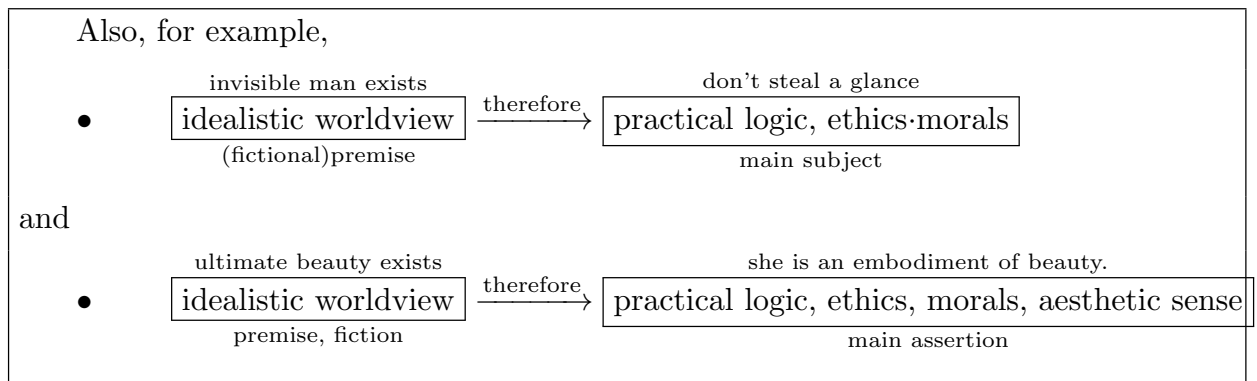 Also, for example,
invisible man exists don't steal a glance
• idealistic worldview therefore practical logic, ethics·morals
(fictional)premise main subject
and
ultimate beauty exists she is an embodiment of beauty.
• idealistic worldview therefore practical logic, ethics, morals, aesthetic sense
premise, fiction main assertion